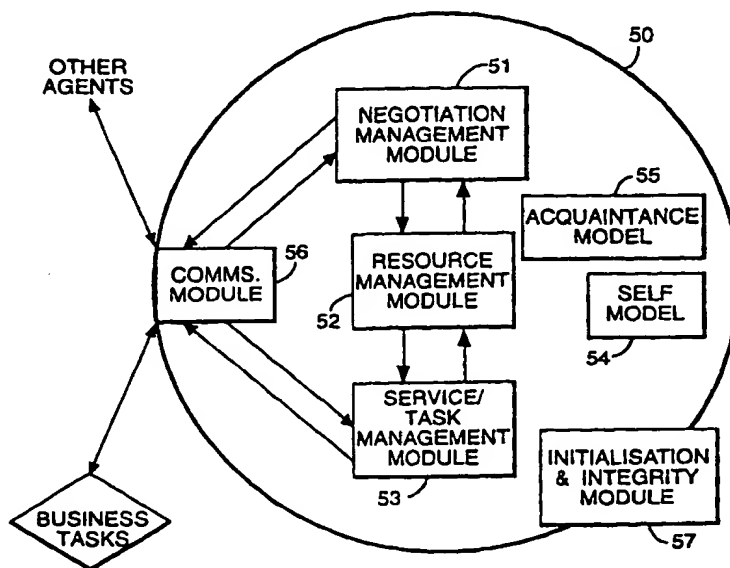 50
OTHER
AGENTS
51
NEGOTIATION
MANAGEMENT
MODULE
55
ACQUAINTANCE
MODEL
COMMS.
MODULE
56
RESOURCE
MANAGEMENT
MODULE
52
SELF
MODEL
54
SERVICE/
TASK
MANAGEMENT
MODULE
53
INITIALISATION
& INTEGRITY
MODULE
57
BUSINESS
TASKS